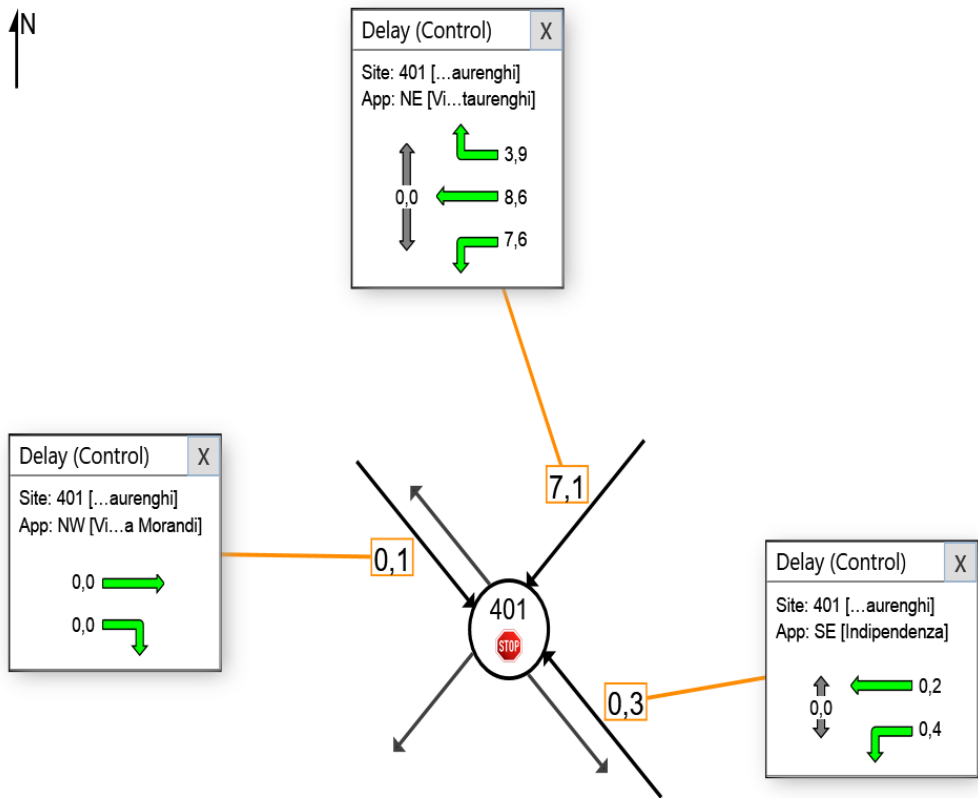 N
Delay (Control) X
Site: 401 [...aurenghi]
App: NE [Vi...taurenghi]
3,9
0,0
8,6
7,6
Delay (Control) X
Site: 401 [...aurenghi]
App: NW [Vi...a Morandi]
0,0
0,0
0,1
7,1
401
STOP
0,3
Delay (Control) X
Site: 401 [...aurenghi]
App: SE [Indipendenza]
0,0
0,2
0,4